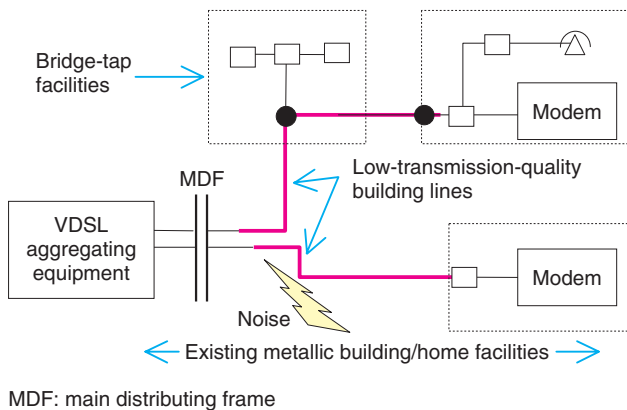 Bridge-tap
facilities
Modem
Low-transmission-quality
building lines
MDF
VDSL
aggregating
equipment
Modem
Noise
Existing metallic building/home facilities
MDF: main distributing frame